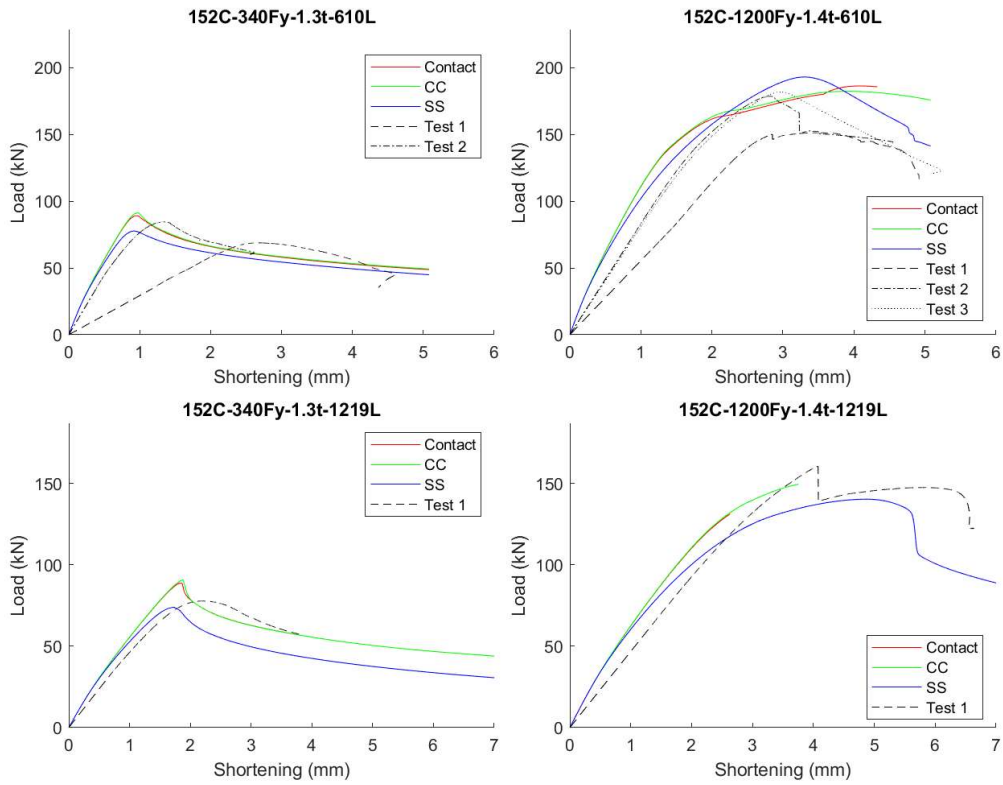 152C-340Fy-1.3t-610L
Load (kN)
200
150
100
50
0
0 1 2 3 4 5 6
Shortening (mm)
Contact
CC
SS
Test 1
Test 2
152C-1200Fy-1.4t-610L
Load (kN)
200
150
100
50
0
0 1 2 3 4 5 6
Shortening (mm)
Contact
CC
SS
Test 1
Test 2
Test 3
152C-340Fy-1.3t-1219L
Load (kN)
150
100
50
0
0 1 2 3 4 5 6 7
Shortening (mm)
Contact
CC
SS
Test 1
152C-1200Fy-1.4t-1219L
Load (kN)
150
100
50
0
0 1 2 3 4 5 6 7
Shortening (mm)
Contact
CC
SS
Test 1